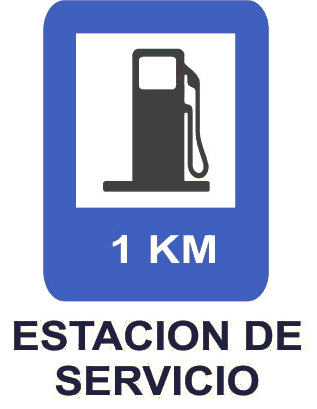 1 KM
ESTACION DE
SERVICIO